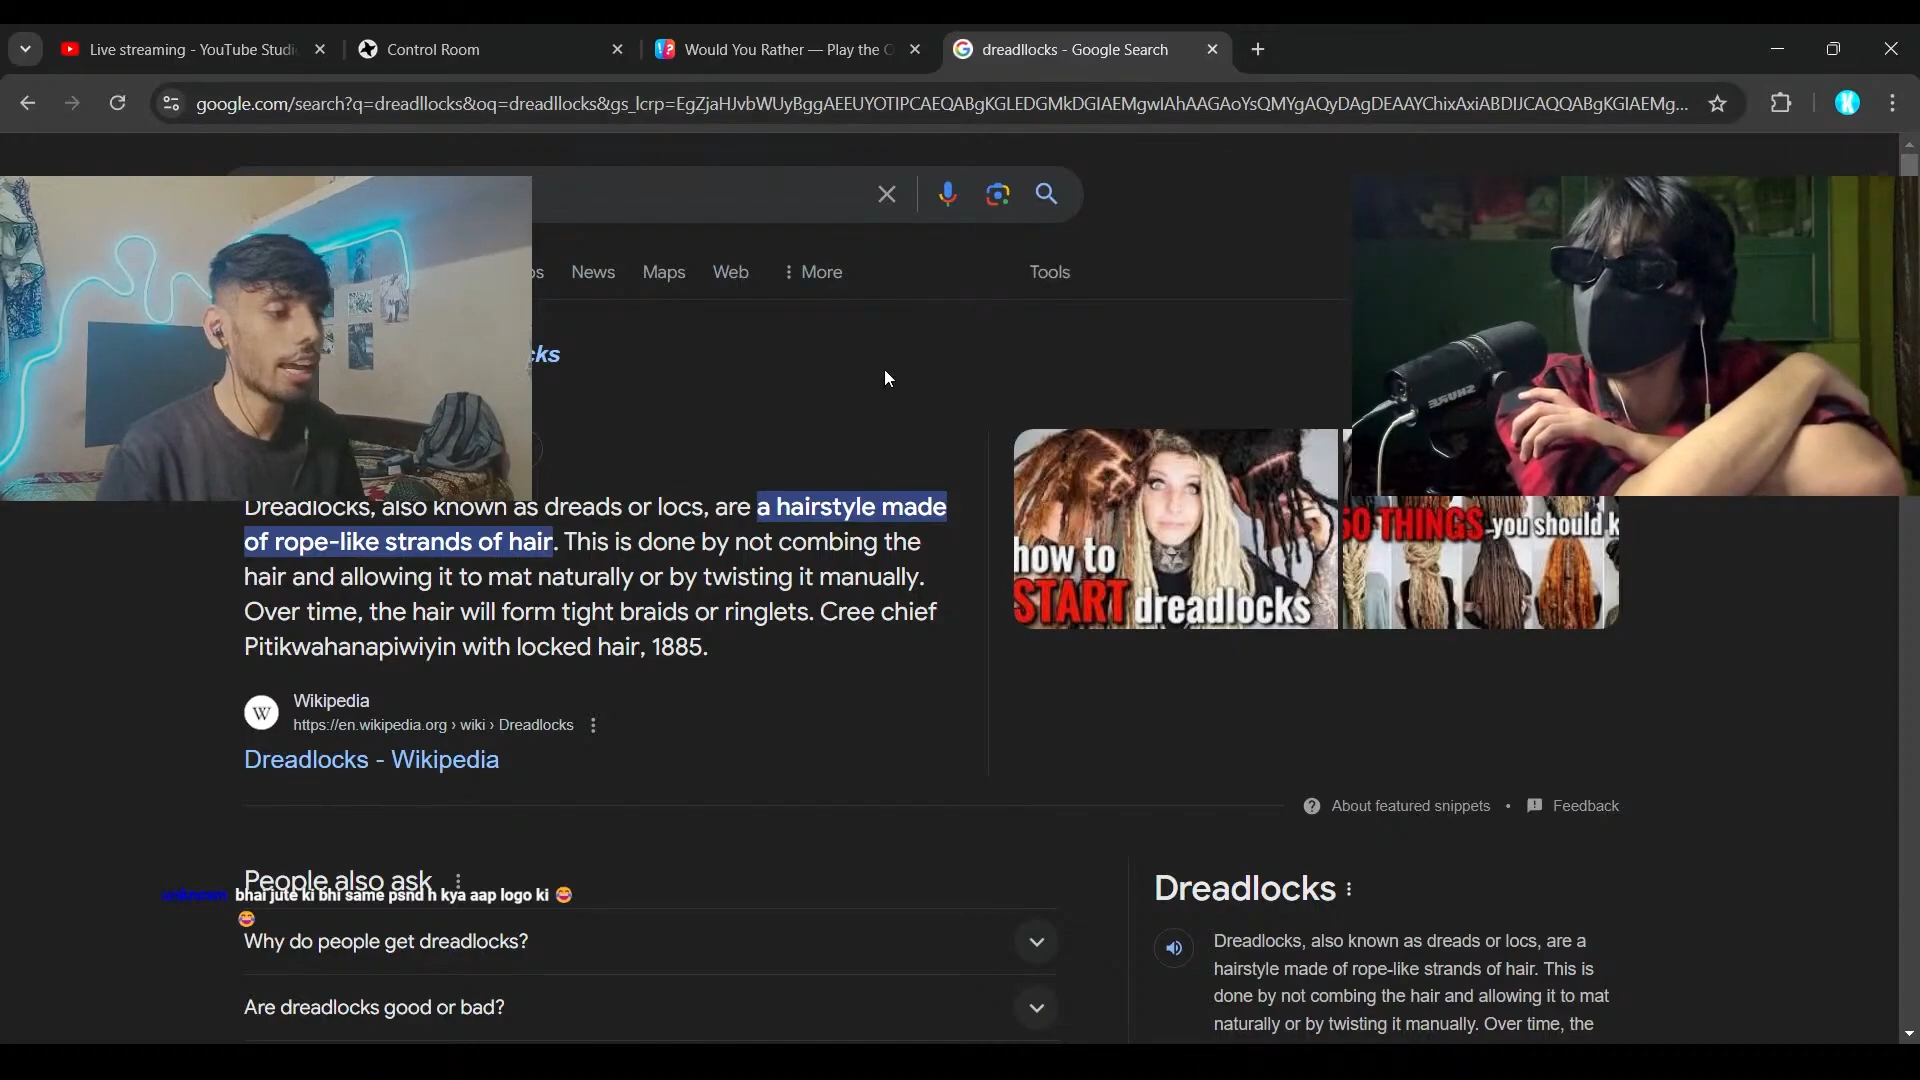 Live streaming - YouTube Studi
Control Room
Would You Rather — Play the
dreadllocks - Google Search
google.com/search?q=dreadllocks&oq=dreadllocks&gs_lcrp=EgZjaHJvbWUyBggAEEUYOTIPCAEQABgKGLEDGMkDGIAEMgwIAhAAGAoYsQMYgAQyDAgDEAAYChixAxiABDIJCAQQABgKGIAEMg...
News
Maps
Web
More
Tools
cks
SHURE
Dreadlocks, also known as dreads or locs, are a hairstyle made
of rope-like strands of hair. This is done by not combing the
hair and allowing it to mat naturally or by twisting it manually.
Over time, the hair will form tight braids or ringlets. Cree chief
Pitikwahanapiwiyin with locked hair, 1885.
how to
START dreadlocks
50 THINGS you should k
Wikipedia
https://en.wikipedia.org › wiki › Dreadlocks
Dreadlocks - Wikipedia
About featured snippets • Feedback
People also ask
bhai jute ki bhi same psnd h kya aap logo ki 😂
😂
Why do people get dreadlocks?
Are dreadlocks good or bad?
Dreadlocks
Dreadlocks, also known as dreads or locs, are a
hairstyle made of rope-like strands of hair. This is
done by not combing the hair and allowing it to mat
naturally or by twisting it manually. Over time, the